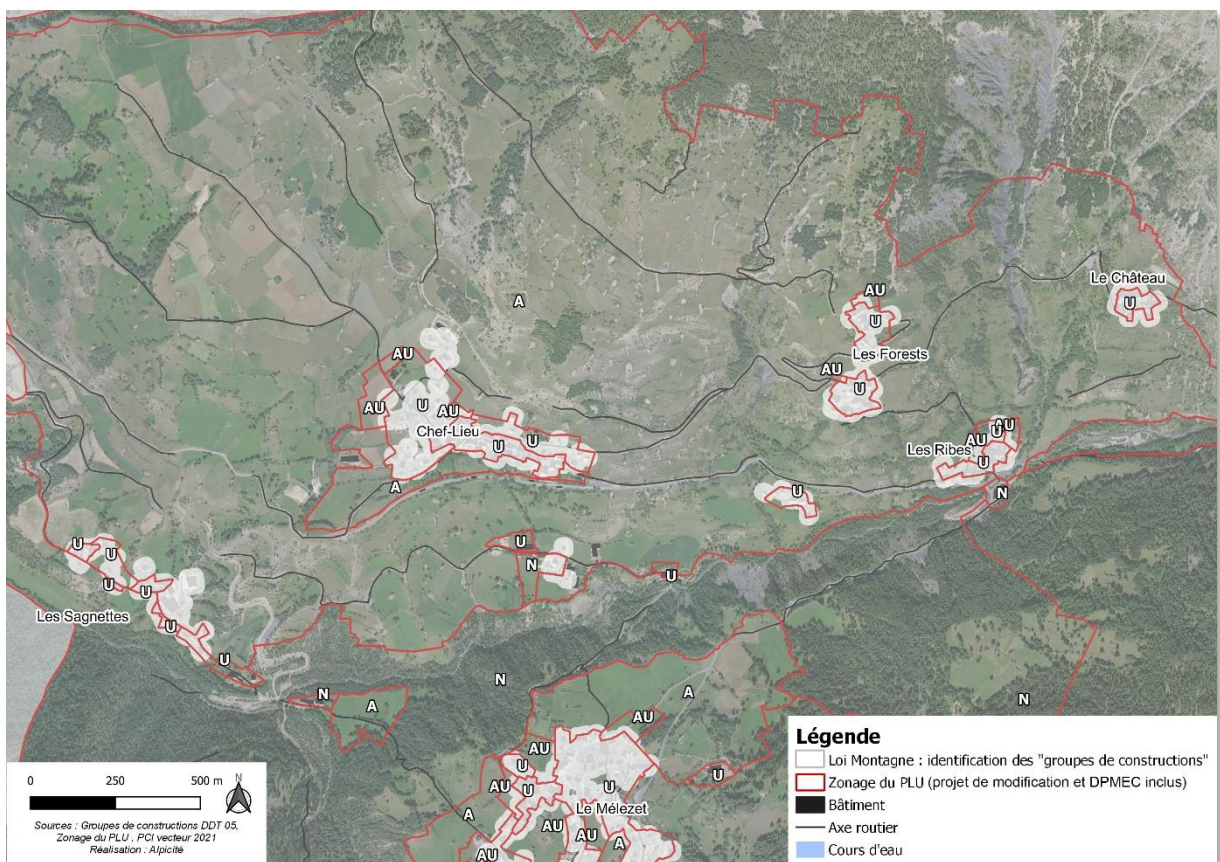 A
Le Château
U
AU
U
Les Forests
AU
U
AU
AU
U
AU
Chef-Lieu
U
U
A
AU
U
AU
Les Ribes
U
N
U
U
N
U
U
U
U
U
Les Sagnettes
U
U
N
A
N
A
AU
AU
U
U
AU
U
U
Le Mélezet
A
AU
AU
A
U
N
Légende
Loi Montagne : identification des "groupes de constructions"
Zonage du PLU (projet de modification et DPMEC inclus)
Bâtiment
Axe routier
Cours d'eau
0 250 500 m
N
Sources : Groupes de constructions DDT 05,
Zonage du PLU , PCI vecteur 2021
Réalisation : Alpicité